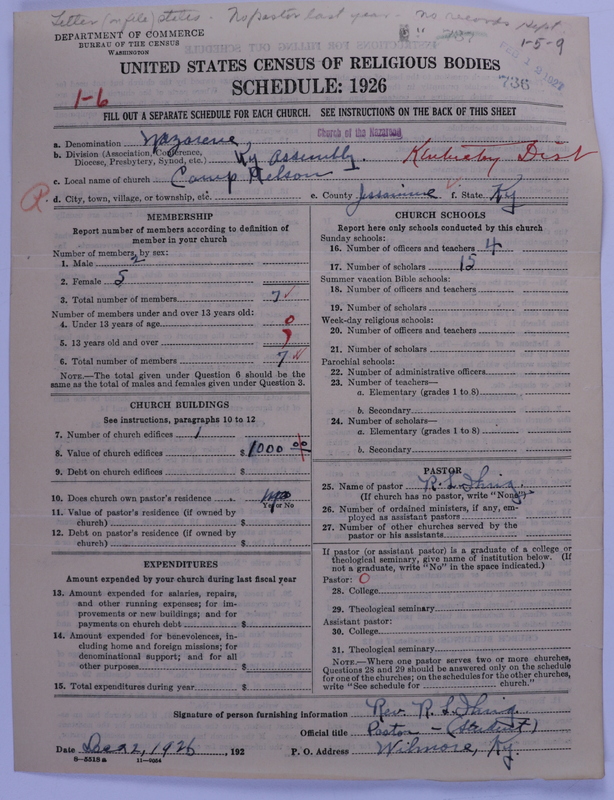 Letter (on file) states. No pastor last year - no records kept.
DEPARTMENT OF COMMERCE
BUREAU OF THE CENSUS
WASHINGTON
1-5-9
736
UNITED STATES CENSUS OF RELIGIOUS BODIES
SCHEDULE: 1926
1-6
FILL OUT A SEPARATE SCHEDULE FOR EACH CHURCH. SEE INSTRUCTIONS ON THE BACK OF THIS SHEET
Church of the Nazarene
a. Denomination Nazarene
b. Division (Association, Conference, Diocese, Presbytery, Synod, etc.) Ky Assembly. Kentucky Dist
c. Local name of church Camp Nelson
d. City, town, village, or township, etc. e. County Jessamine f. State Ky
MEMBERSHIP
Report number of members according to definition of
member in your church
Number of members by sex:
1. Male 2
2. Female 5
3. Total number of members 7
Number of members under and over 13 years old:
4. Under 13 years of age 0
5. 13 years old and over 7
6. Total number of members 7
NOTE.—The total given under Question 6 should be the
same as the total of males and females given under Question 3.
CHURCH BUILDINGS
See instructions, paragraphs 10 to 12
7. Number of church edifices 1
8. Value of church edifices $ 1000 00
9. Debt on church edifices $
10. Does church own pastor's residence no
Yes or No
11. Value of pastor's residence (if owned by
church) $
12. Debt on pastor's residence (if owned by
church) $
EXPENDITURES
Amount expended by your church during last fiscal year
13. Amount expended for salaries, repairs,
and other running expenses; for im-
provements or new buildings; and for
payments on church debt $
14. Amount expended for benevolences, in-
cluding home and foreign missions; for
denominational support; and for all
other purposes $
15. Total expenditures during year $
CHURCH SCHOOLS
Report here only schools conducted by this church
Sunday schools:
16. Number of officers and teachers 4
17. Number of scholars 15
Summer vacation Bible schools:
18. Number of officers and teachers
19. Number of scholars
Week-day religious schools:
20. Number of officers and teachers
21. Number of scholars
Parochial schools:
22. Number of administrative officers
23. Number of teachers—
a. Elementary (grades 1 to 8)
b. Secondary
24. Number of scholars—
a. Elementary (grades 1 to 8)
b. Secondary
PASTOR
25. Name of pastor R. L.
(If church has no pastor, write "None")
26. Number of ordained ministers, if any, em-
ployed as assistant pastors
27. Number of other churches served by the
pastor or his assistants
If pastor (or assistant pastor) is a graduate of a college or
theological seminary, give name of institution below. (If
not a graduate, write "No" in the space indicated.)
Pastor: O
28. College
29. Theological seminary
Assistant pastor:
30. College
31. Theological seminary
NOTE.—Where one pastor serves two or more churches,
Questions 28 and 29 should be answered only on the schedule
for one of the churches; on the schedules for the other churches,
write "See schedule for church."
Signature of person furnishing information Rev. R. L.
Official title Pastor - (student)
Date Dec 22, 1926, 192 P. O. Address Wilmore, Ky.
8-5518a 11-9054